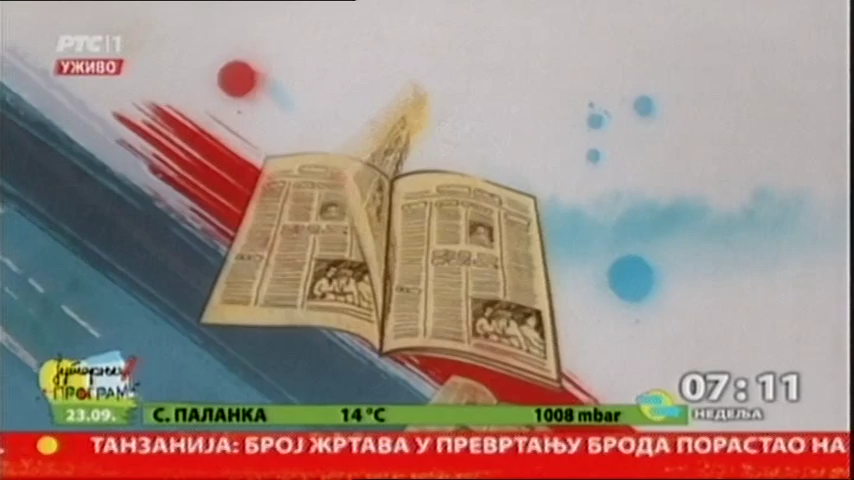 РТС|1
УЖИВО
Јутарњи
ПРОГРАМ
23.09.
С. ПАЛАНКА 14 °C 1008 mbar
07:11
НЕДЕЉА
ТАНЗАНИЈА: БРОЈ ЖРТАВА У ПРЕВРТАЊУ БРОДА ПОРАСТАО НА